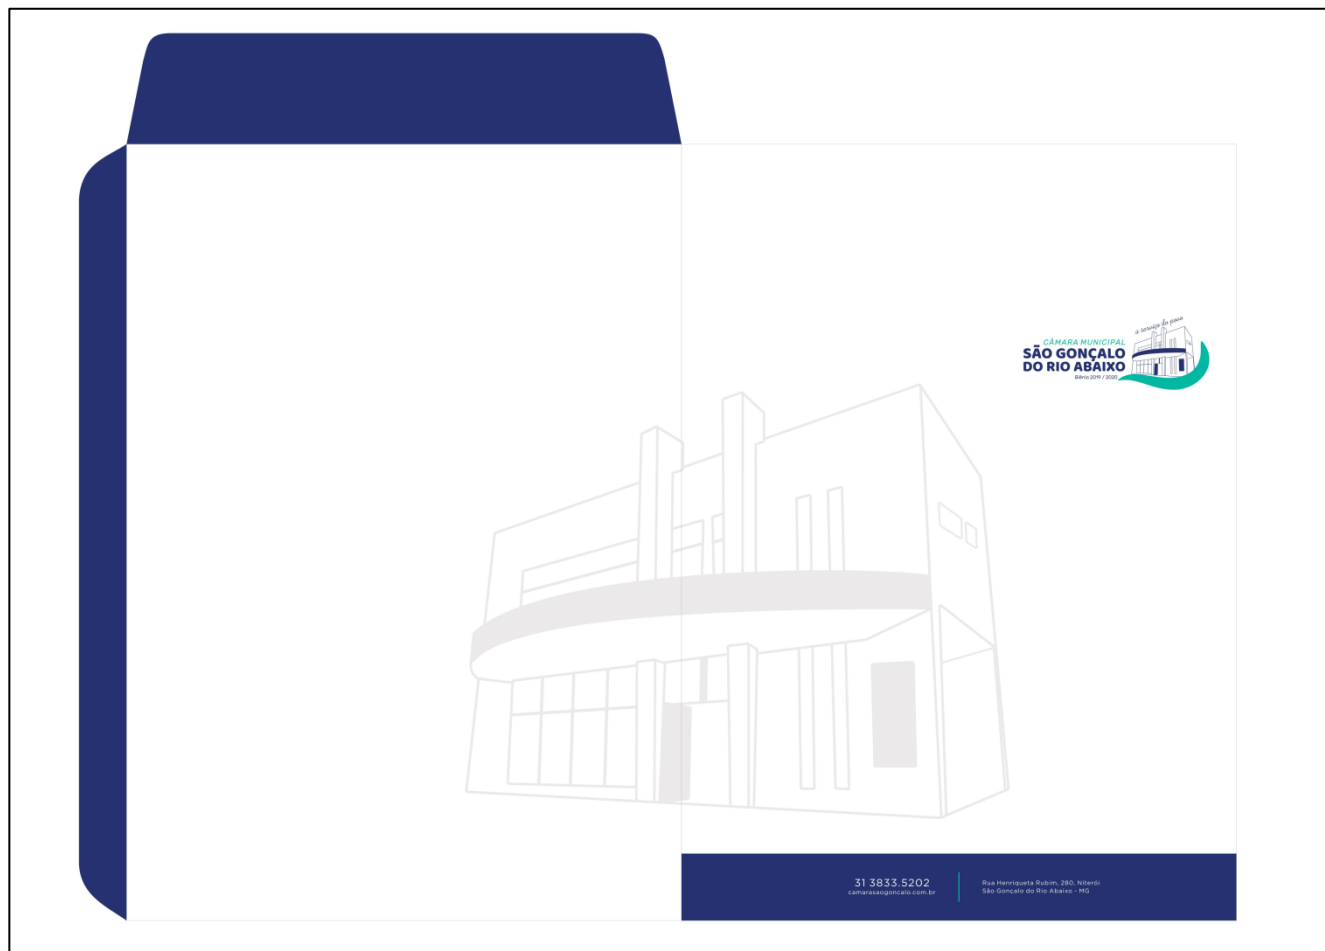 a serviço do povo
CÂMARA MUNICIPAL
SÃO GONÇALO
DO RIO ABAIXO
Biênio 2019 / 2020
31 3833.5202
camarasaogoncalo.com.br
Rua Henriqueta Rubim, 280, Niterói
São Gonçalo do Rio Abaixo - MG